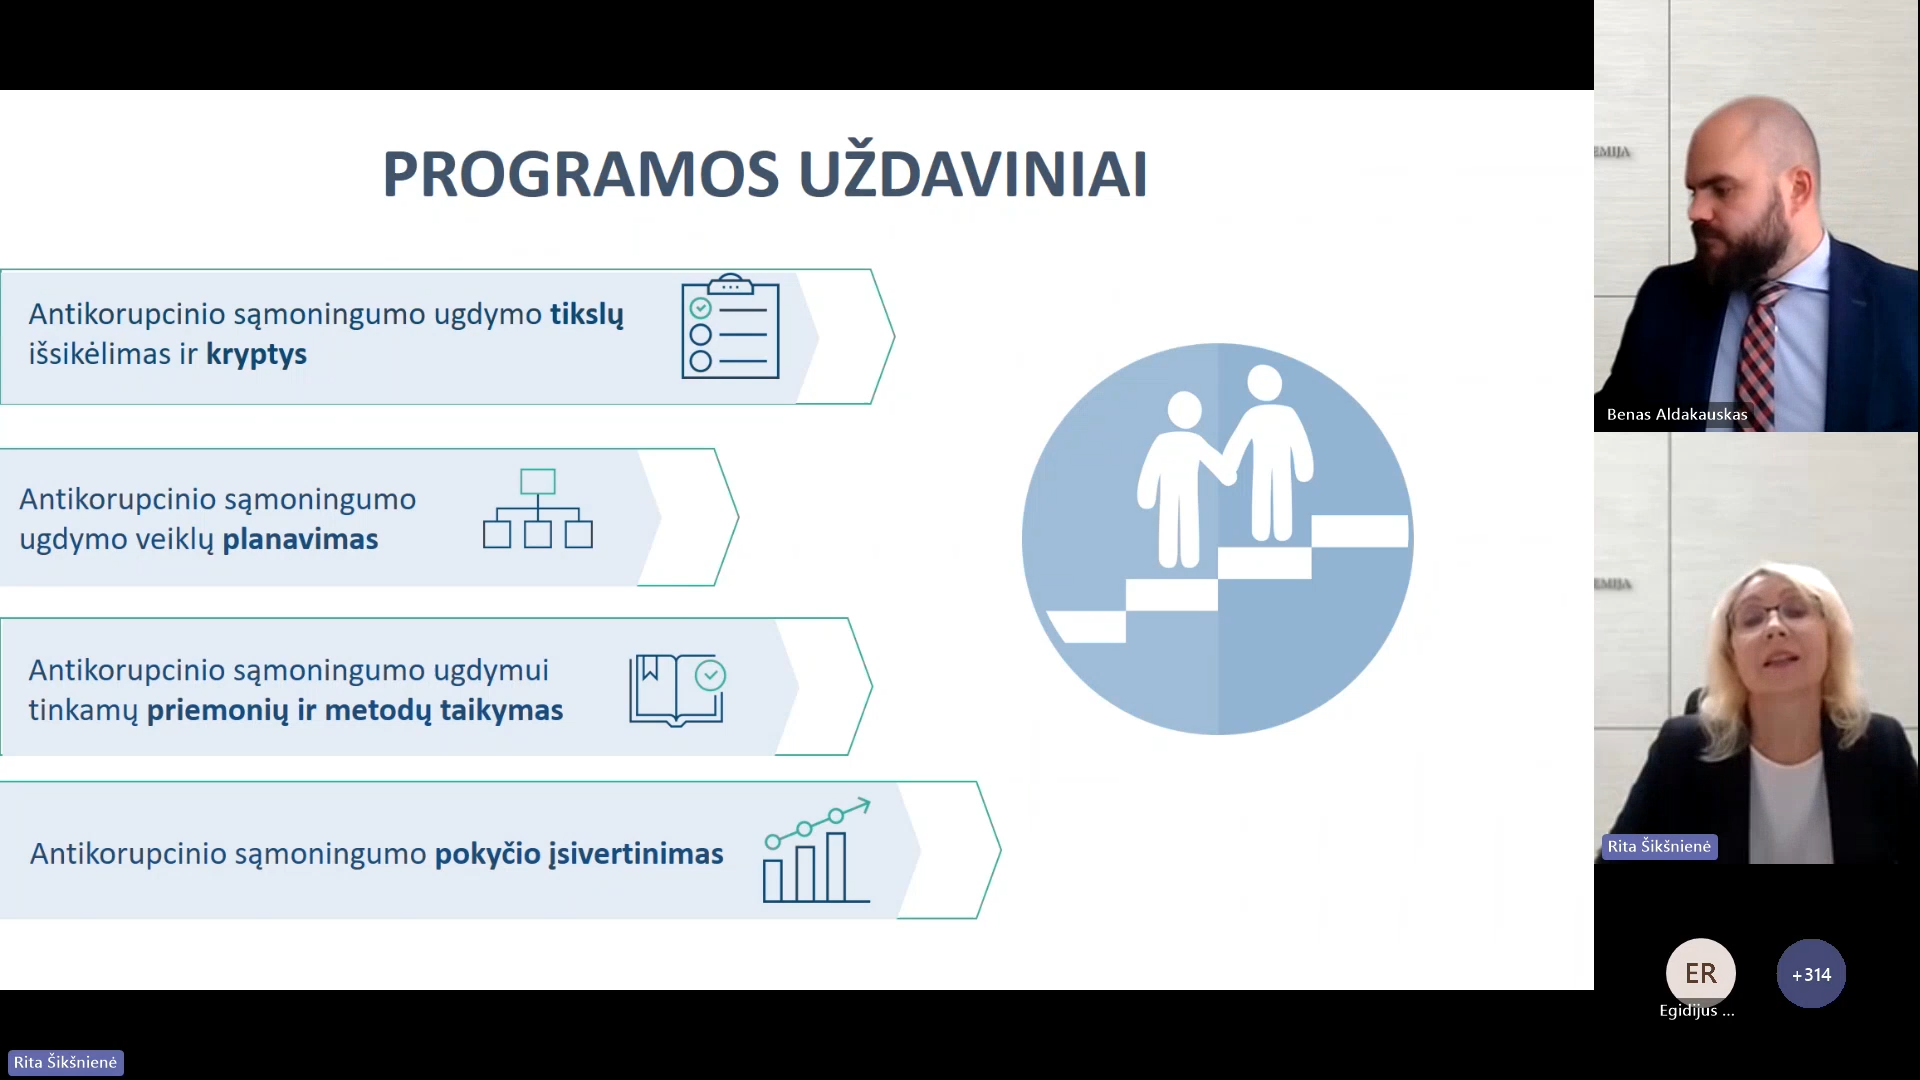 PROGRAMOS UŽDAVINIAI
Antikorupcinio sąmoningumo ugdymo tikslų
išsikėlimas ir kryptys
Antikorupcinio sąmoningumo
ugdymo veiklų planavimas
Antikorupcinio sąmoningumo ugdymui
tinkamų priemonių ir metodų taikymas
Antikorupcinio sąmoningumo pokyčio įsivertinimas
EMIJA
Benas Aldakauskas
EMIJA
Rita Šikšnienė
ER
+314
Egidijus ...
Rita Šikšnienė